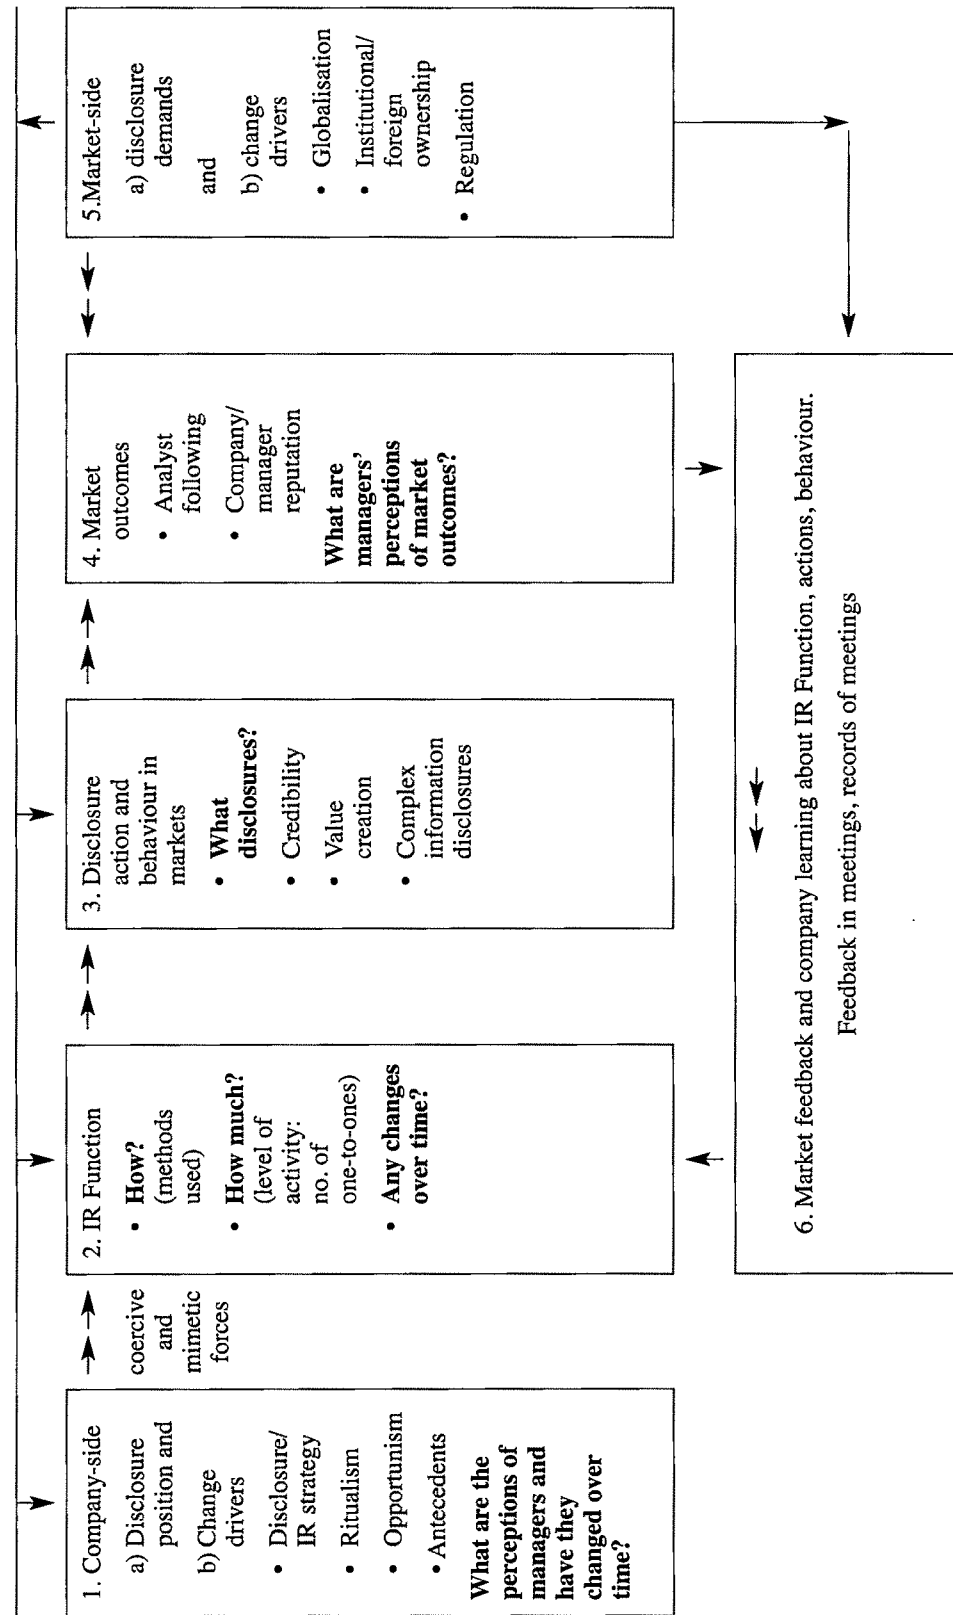 1. Company-side
a) Disclosure
position and
b) Change
drivers
• Disclosure/
IR strategy
• Ritualism
• Opportunism
• Antecedents
What are the
perceptions of
managers and
have they
changed over
time?
coercive
and
mimetic
forces
2. IR Function
• How?
(methods
used)
• How much?
(level of
activity:
no. of
one-to-ones)
• Any changes
over time?
3. Disclosure
action and
behaviour in
markets
• What
disclosures?
• Credibility
• Value
creation
• Complex
information
disclosures
4. Market
outcomes
• Analyst
following
• Company/
manager
reputation
What are
managers'
perceptions
of market
outcomes?
5.Market-side
a) disclosure
demands
and
b) change
drivers
• Globalisation
• Institutional/
foreign
ownership
• Regulation
6. Market feedback and company learning about IR Function, actions, behaviour.
Feedback in meetings, records of meetings